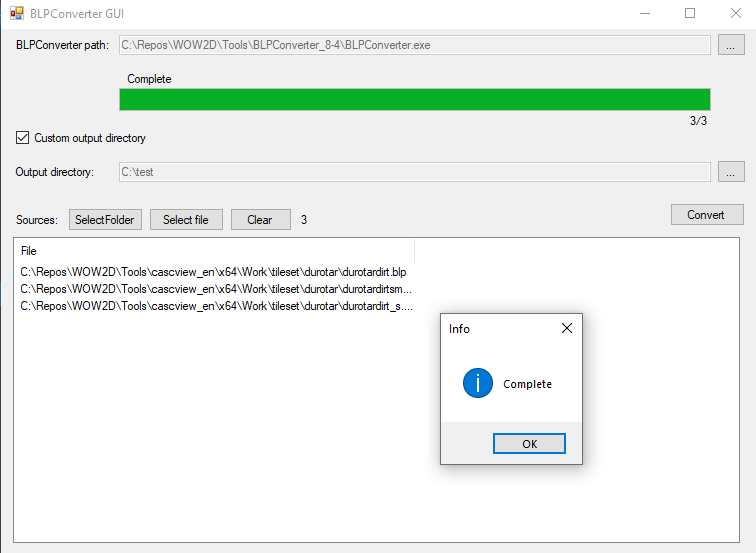 BLPConverter GUI
BLPConverter path: C:\Repos\WOW2D\Tools\BLPConverter_8-4\BLPConverter.exe ...
Complete
3/3
Custom output directory
Output directory: C:\test ...
Sources: SelectFolder Select file Clear 3 Convert
File
C:\Repos\WOW2D\Tools\cascview_en\x64\Work\tileset\durotar\durotardirt.blp
C:\Repos\WOW2D\Tools\cascview_en\x64\Work\tileset\durotar\durotardirtsm...
C:\Repos\WOW2D\Tools\cascview_en\x64\Work\tileset\durotar\durotardirt_s....
Info
Complete
OK